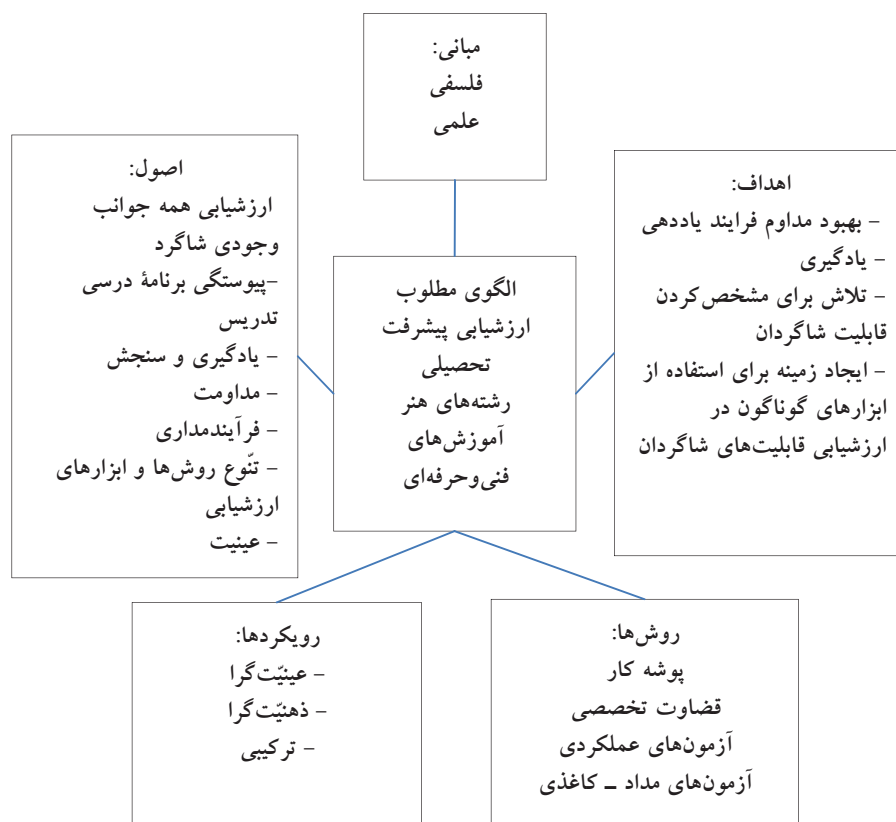 مبانی:
فلسفی
علمی
اهداف:
– بهبود مداوم فرایند یاددهی
– یادگیری
– تلاش برای مشخص‌کردن
قابلیت شاگردان
– ایجاد زمینه برای استفاده از
ابزارهای گوناگون در
ارزشیابی قابلیت‌های شاگردان
اصول:
ارزشیابی همه جوانب
وجودی شاگرد
–پیوستگی برنامهٔ درسی
تدریس
– یادگیری و سنجش
– مداومت
– فرآیندمداری
– تنّوع روش‌ها و ابزارهای
ارزشیابی
– عینیت
الگوی مطلوب
ارزشیابی پیشرفت
تحصیلی
رشته‌های هنر
آموزش‌های
فنی‌وحرفه‌ای
روش‌ها:
پوشه کار
قضاوت تخصصی
آزمون‌های عملکردی
آزمون‌های مداد – کاغذی
رویکردها:
– عینیّت‌گرا
– ذهنیّت‌گرا
– ترکیبی